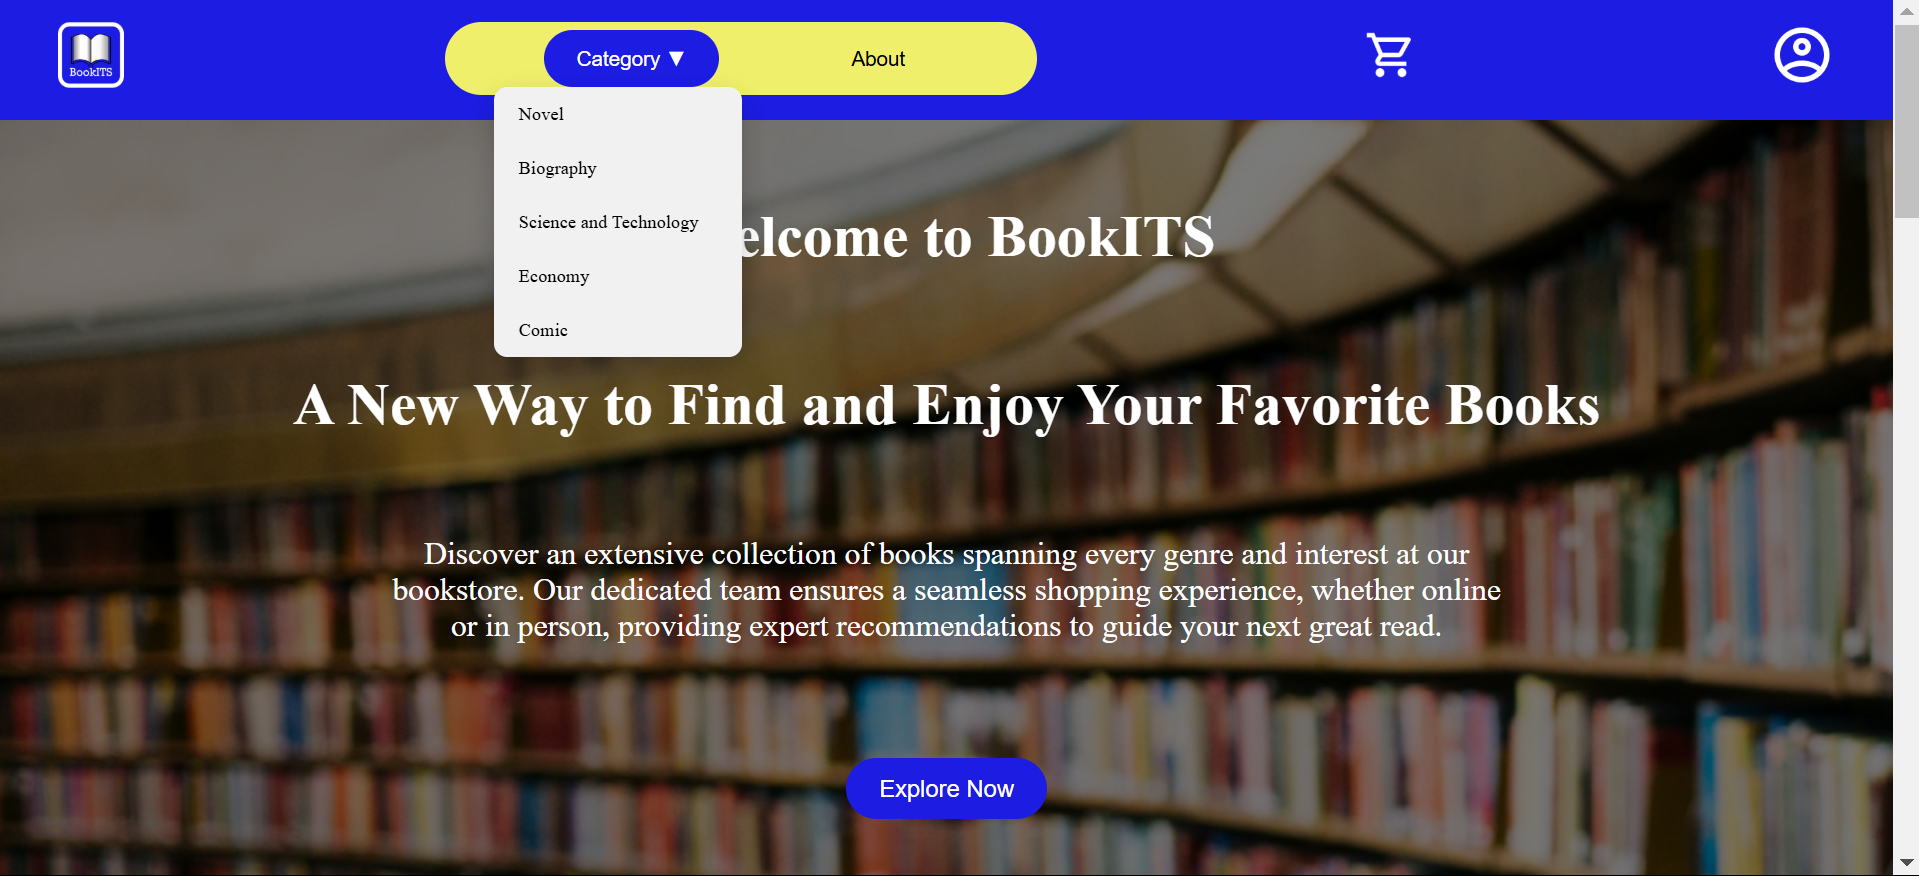 BookITS
Category ▼
About
Novel
Biography
Science and Technology
Economy
Comic
elcome to BookITS
A New Way to Find and Enjoy Your Favorite Books
Discover an extensive collection of books spanning every genre and interest at our
bookstore. Our dedicated team ensures a seamless shopping experience, whether online
or in person, providing expert recommendations to guide your next great read.
Explore Now